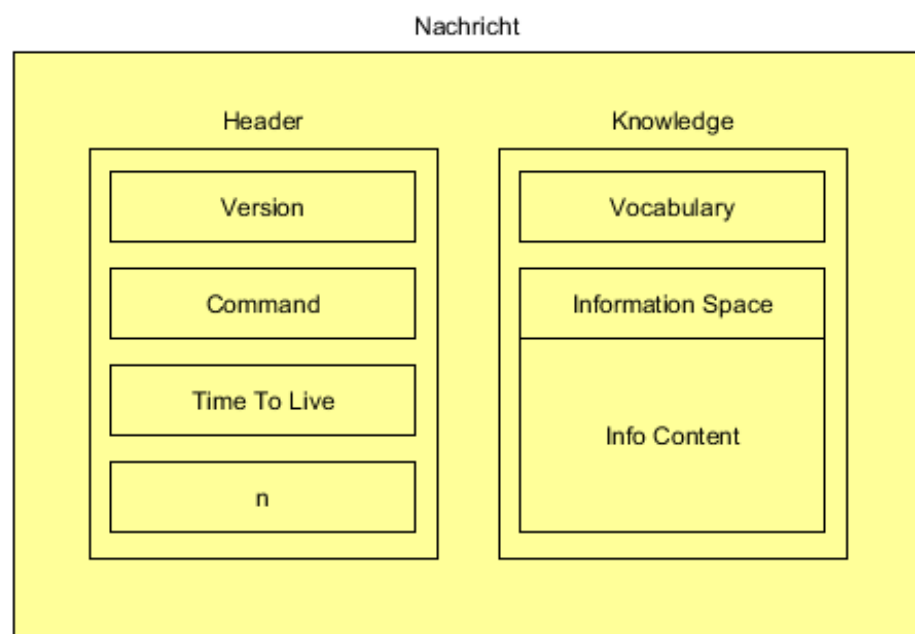 Nachricht
Header
Version
Command
Time To Live
n
Knowledge
Vocabulary
Information Space
Info Content